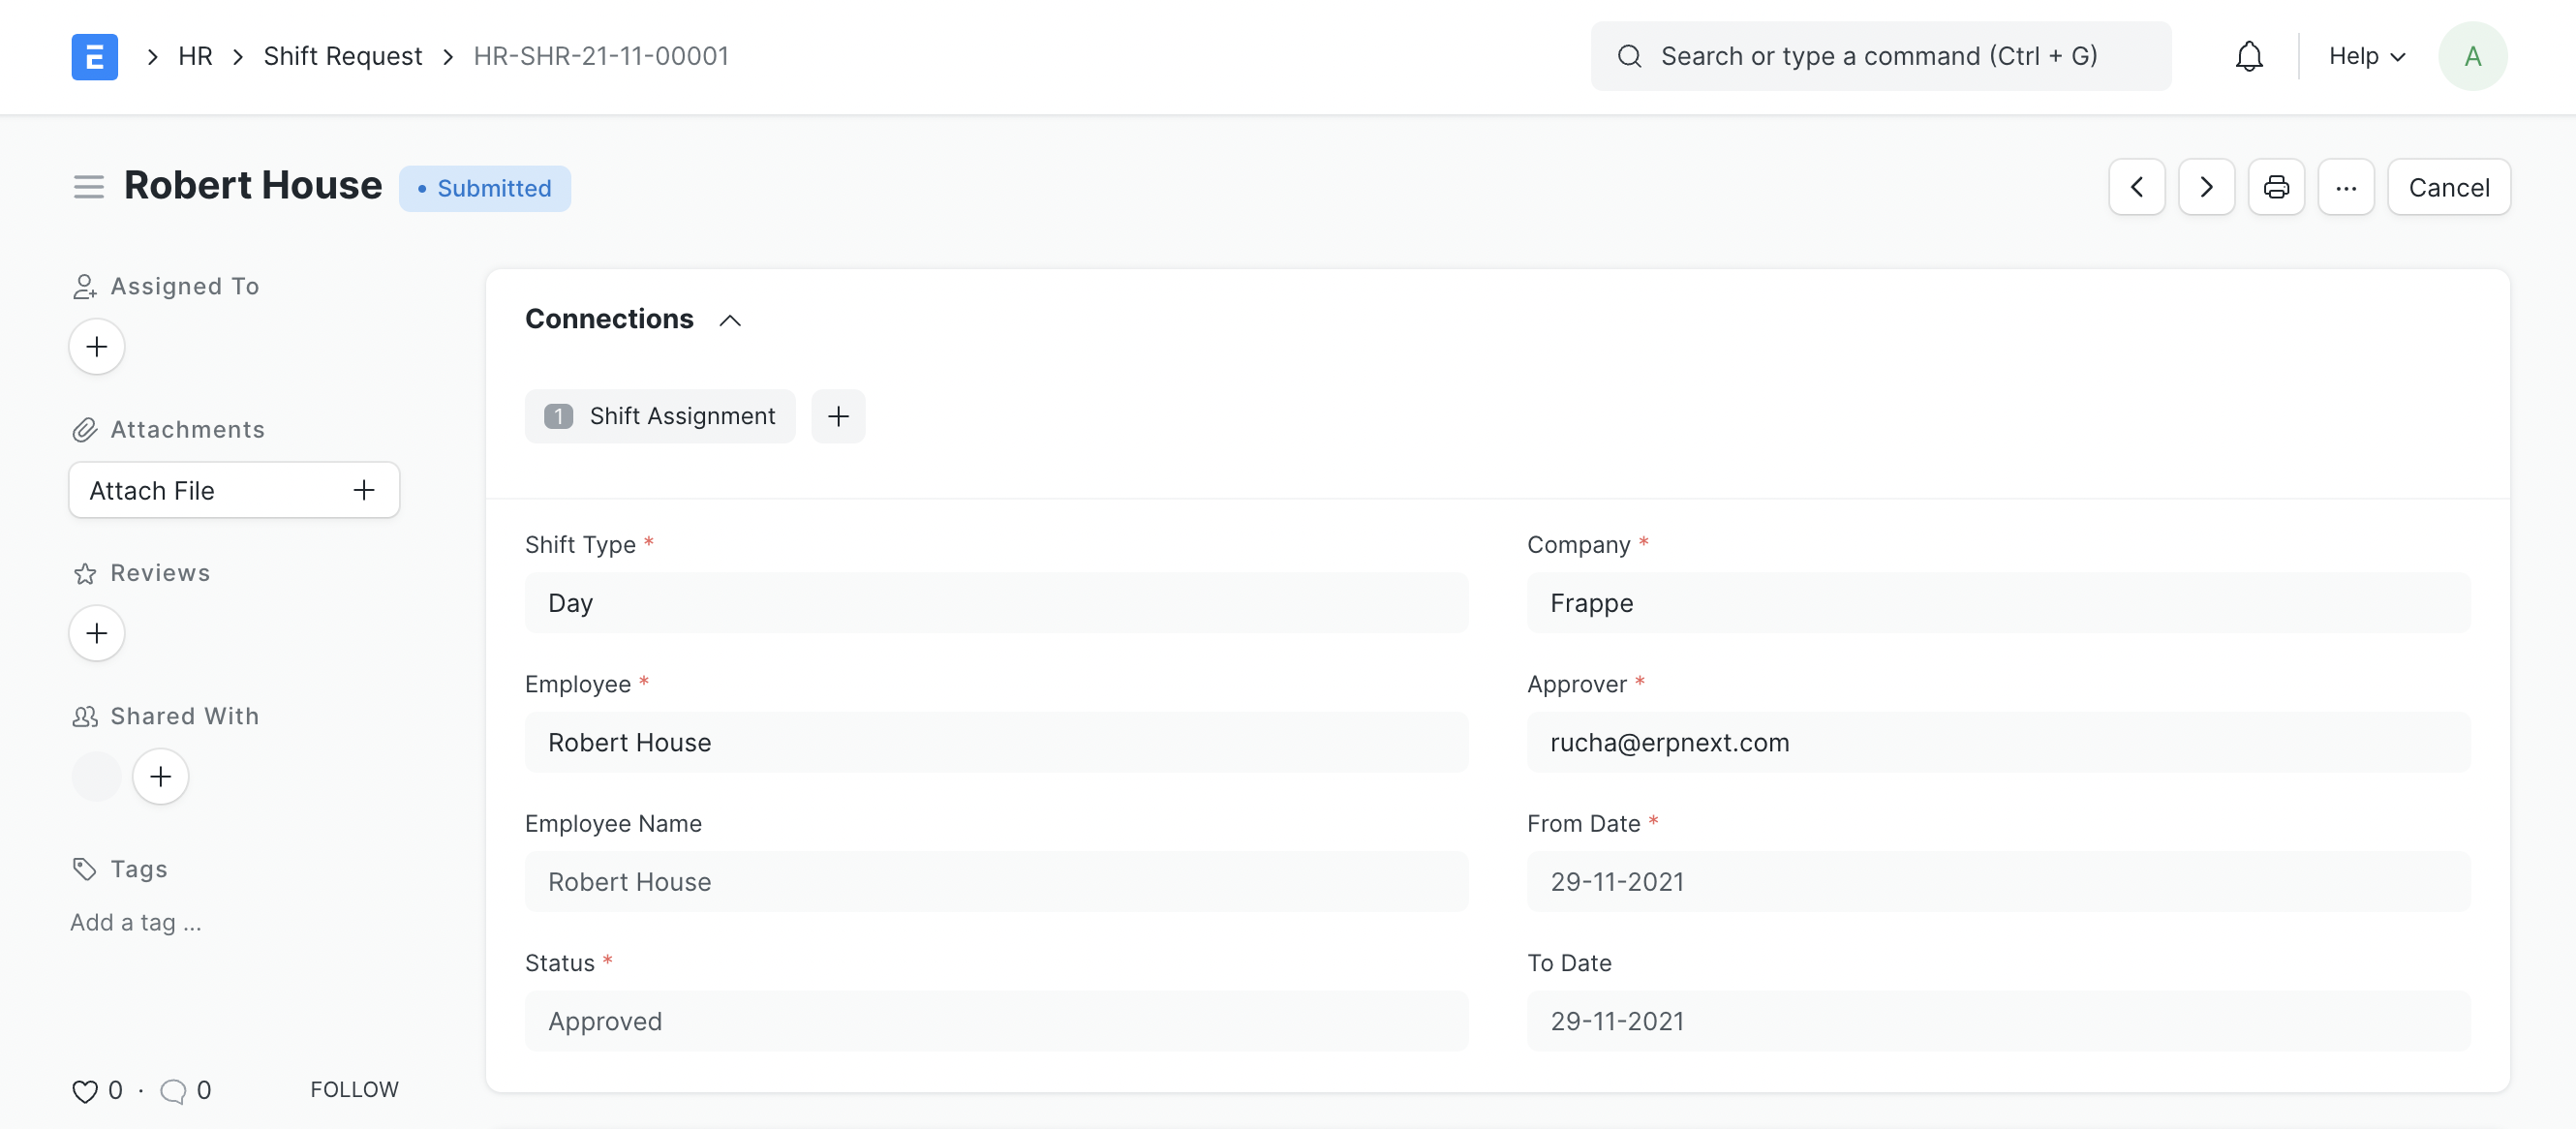 E HR Shift Request HR-SHR-21-11-00001 Search or type a command (Ctrl + G) Help A
Robert House • Submitted ... Cancel
Assigned To
Attachments
Attach File
Reviews
Shared With
Tags
Add a tag ...
0 · 0 FOLLOW
Connections
1 Shift Assignment
Shift Type *
Day
Employee *
Robert House
Employee Name
Robert House
Status *
Approved
Company *
Frappe
Approver *
rucha@erpnext.com
From Date *
29-11-2021
To Date
29-11-2021